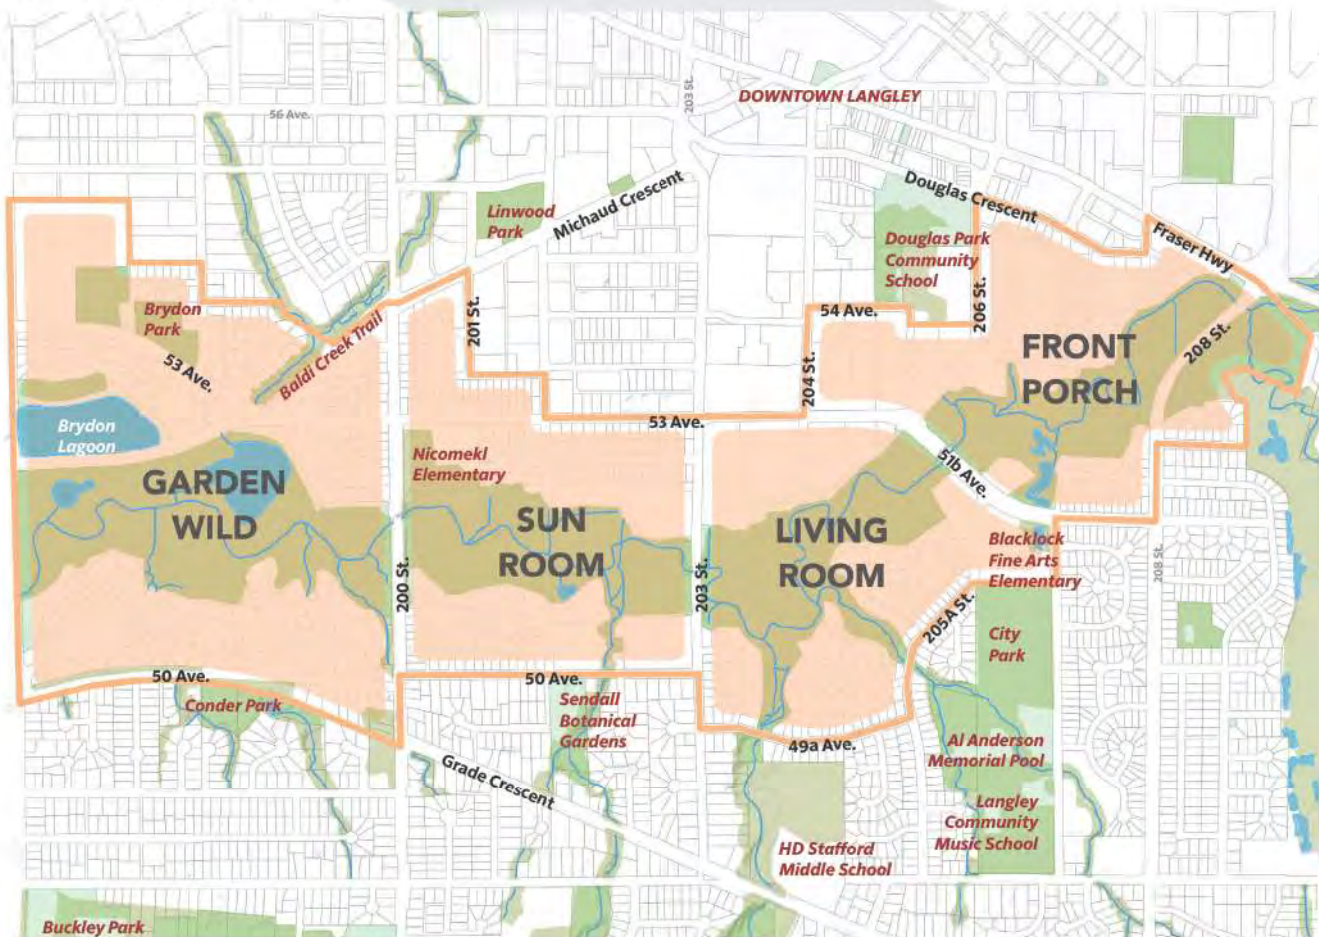 DOWNTOWN LANGLEY
203 St.
56 Ave.
Douglas Crescent
Michaud Crescent
Linwood
Park
Fraser Hwy
Douglas Park
Community
School
206 St.
54 Ave.
Brydon
Park
201 St.
Baldi Creek Trail
53 Ave.
FRONT
PORCH
208 St.
204 St.
53 Ave.
Brydon
Lagoon
Nicomekl
Elementary
51b Ave.
GARDEN
WILD
SUN
ROOM
LIVING
ROOM
200 St.
203 St.
Blacklock
Fine Arts
Elementary
208 St.
205A St.
City
Park
50 Ave.
50 Ave.
Conder Park
Sendall
Botanical
Gardens
49a Ave.
Al Anderson
Memorial Pool
Grade Crescent
Langley
Community
Music School
HD Stafford
Middle School
Buckley Park